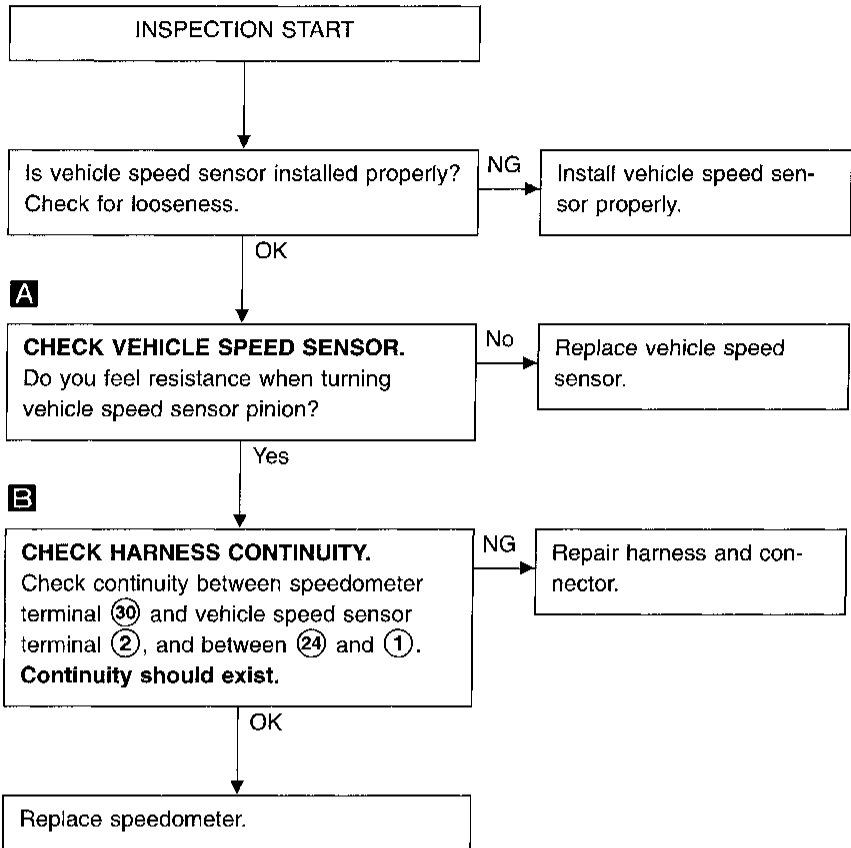 INSPECTION START
Is vehicle speed sensor installed properly?
Check for looseness.
NG
Install vehicle speed sen-
sor properly.
OK
A
CHECK VEHICLE SPEED SENSOR.
Do you feel resistance when turning
vehicle speed sensor pinion?
No
Replace vehicle speed
sensor.
Yes
B
CHECK HARNESS CONTINUITY.
Check continuity between speedometer
terminal 30 and vehicle speed sensor
terminal 2, and between 24 and 1.
Continuity should exist.
NG
Repair harness and con-
nector.
OK
Replace speedometer.